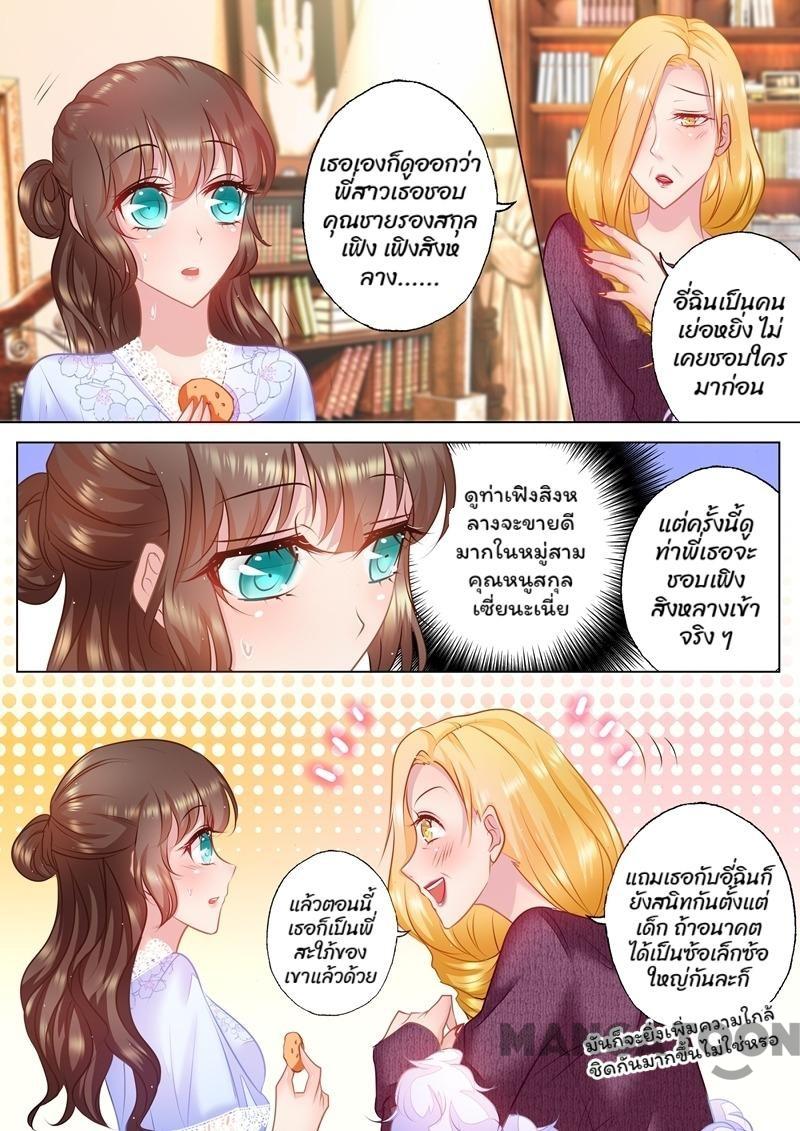 เธอเองก็ดูออกว่า
พี่สาวเธอชอบ
คุณชายรองสกุล
เฟิง เฟิงสิงห
ลาง......
อี่ฉินเป็นคน
เย่อหยิ่ง ไม่
เคยชอบใคร
มาก่อน
ดูท่าเฟิงสิงห
ลางจะขายดี
มากในหมู่สาม
คุณหนูสกุล
เซี่ยนะเนี่ย
แต่ครั้งนี้ดู
ท่าพี่เธอจะ
ชอบเฟิง
สิงหลางเข้า
จริง ๆ
แล้วตอนนี้
เธอก็เป็นพี่
สะใภ้ของ
เขาแล้วด้วย
แถมเธอกับอี่ฉินก็
ยังสนิทกันตั้งแต่
เด็ก ถ้าอนาคต
ได้เป็นซ้อเล็กซ้อ
ใหญ่กันละก็
มันก็จะยิ่งเพิ่มความใกล้
ชิดกันมากขึ้นไม่ใช่หรอ